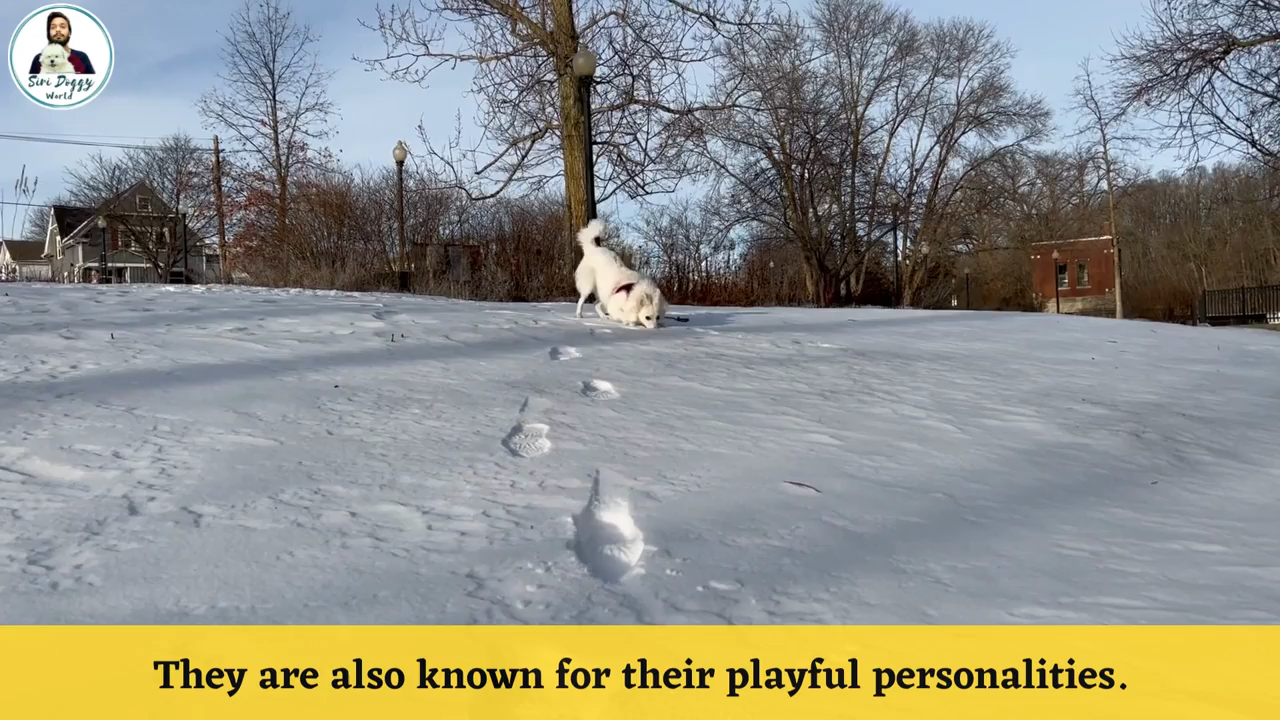 Siri Doggy
World
They are also known for their playful personalities.